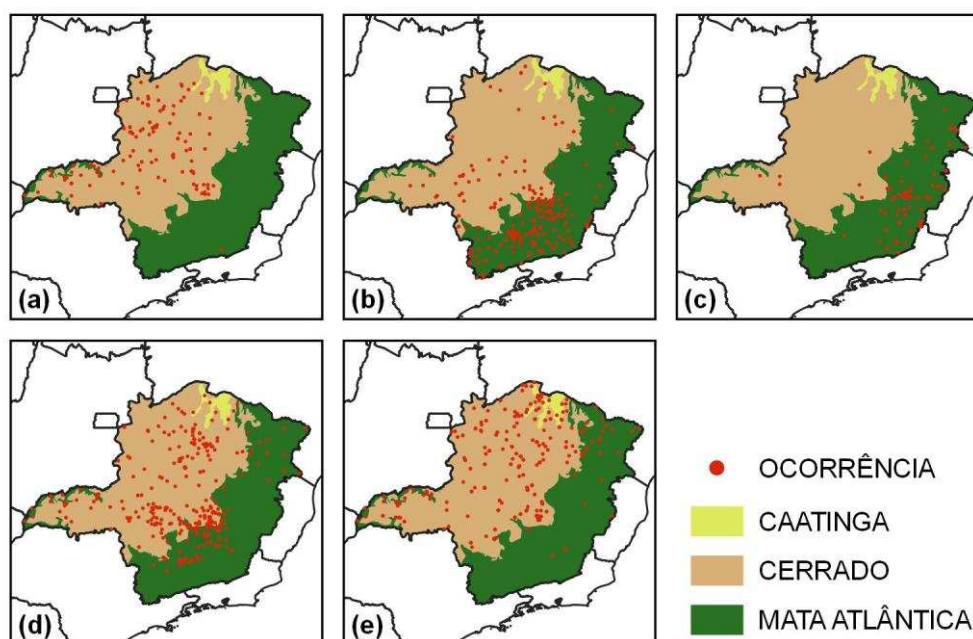 (a)
(b)
(c)
(d)
(e)
OCORRÊNCIA
CAATINGA
CERRADO
MATA ATLÂNTICA